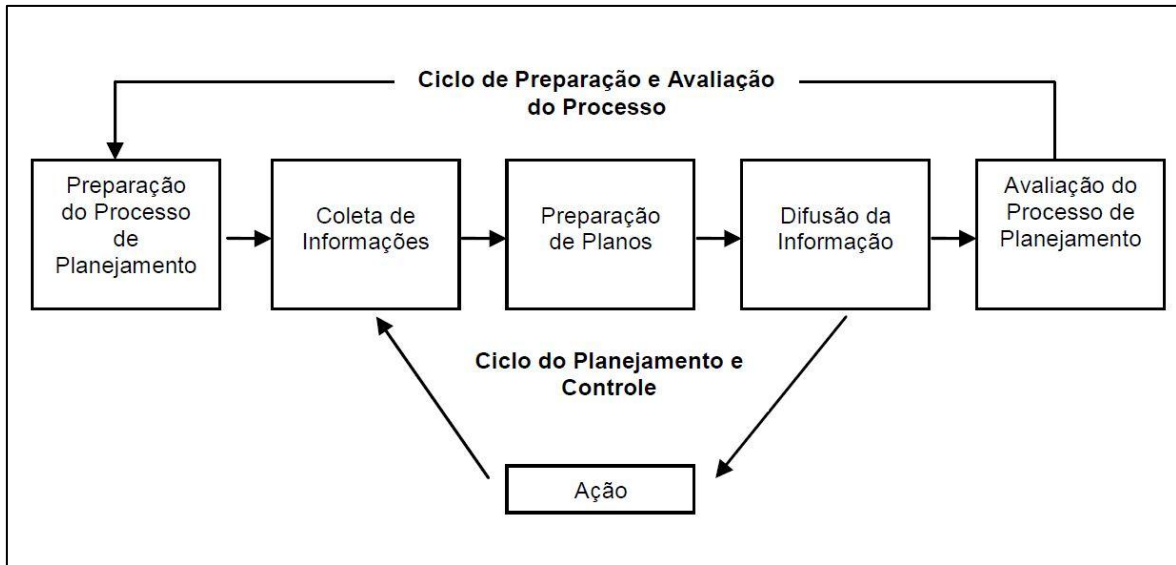 Ciclo de Preparação e Avaliação
do Processo
Preparação
do Processo
de
Planejamento
Coleta de
Informações
Preparação
de Planos
Difusão da
Informação
Avaliação do
Processo de
Planejamento
Ciclo do Planejamento e
Controle
Ação